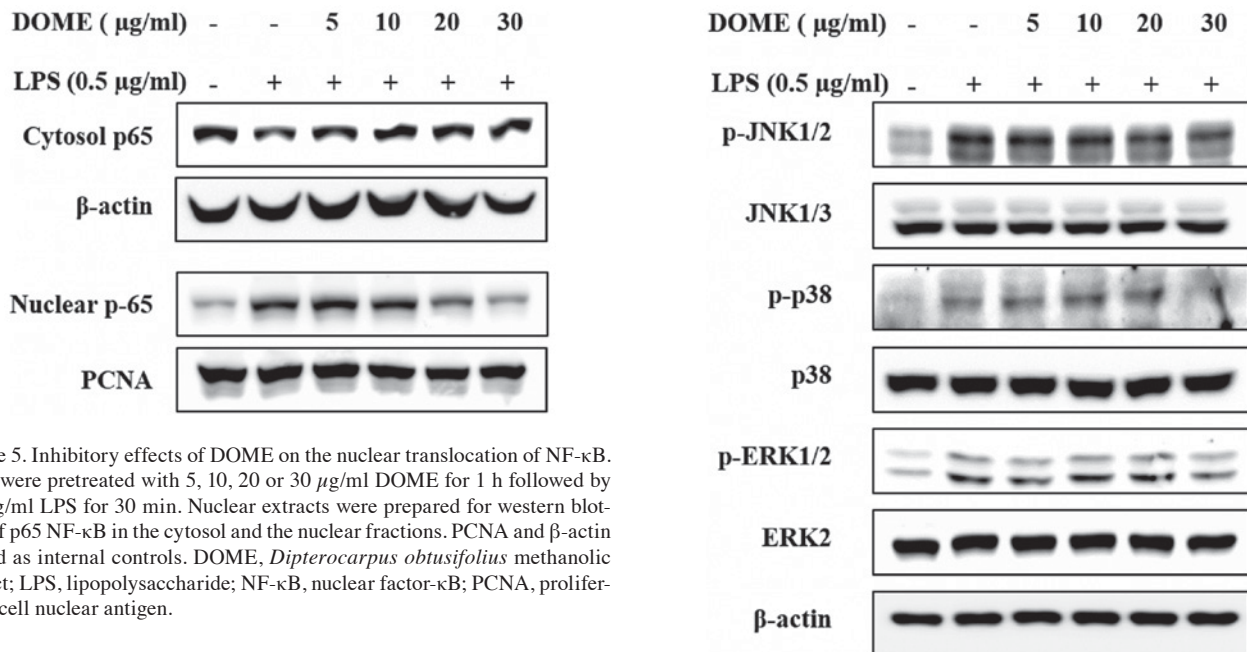 DOME ( µg/ml) - - 5 10 20 30
LPS (0.5 µg/ml) - + + + + +
Cytosol p65
β-actin
Nuclear p-65
PCNA
e 5. Inhibitory effects of DOME on the nuclear translocation of NF-κB.
were pretreated with 5, 10, 20 or 30 µg/ml DOME for 1 h followed by
g/ml LPS for 30 min. Nuclear extracts were prepared for western blot-
f p65 NF-κB in the cytosol and the nuclear fractions. PCNA and β-actin
d as internal controls. DOME, Dipterocarpus obtusifolius methanolic
ct; LPS, lipopolysaccharide; NF-κB, nuclear factor-κB; PCNA, prolifer-
cell nuclear antigen.
DOME ( µg/ml) - - 5 10 20 30
LPS (0.5 µg/ml) - + + + + +
p-JNK1/2
JNK1/3
p-p38
p38
p-ERK1/2
ERK2
β-actin